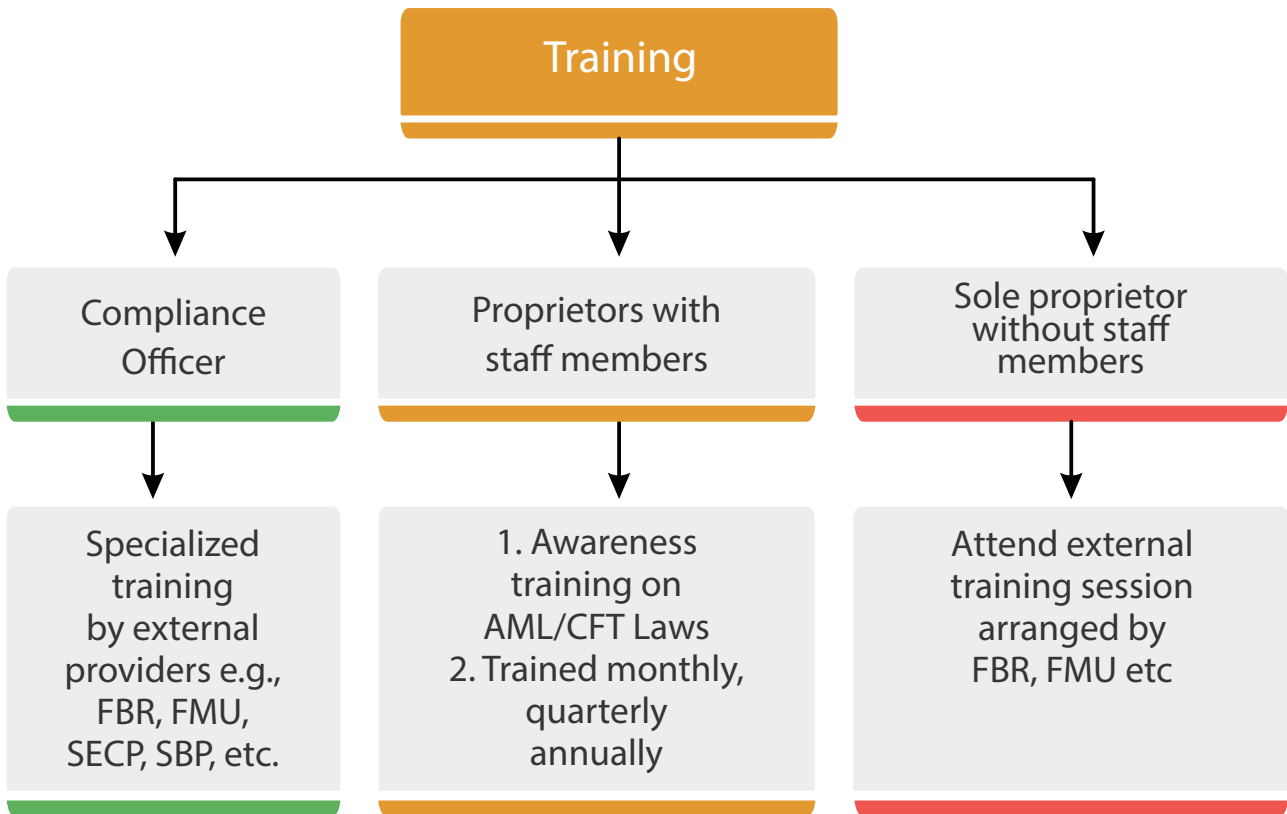 Training
Compliance
Officer
Proprietors with
staff members
Sole proprietor
without staff
members
Specialized
training
by external
providers e.g.,
FBR, FMU,
SECP, SBP, etc.
1. Awareness
training on
AML/CFT Laws
2. Trained monthly,
quarterly
annually
Attend external
training session
arranged by
FBR, FMU etc